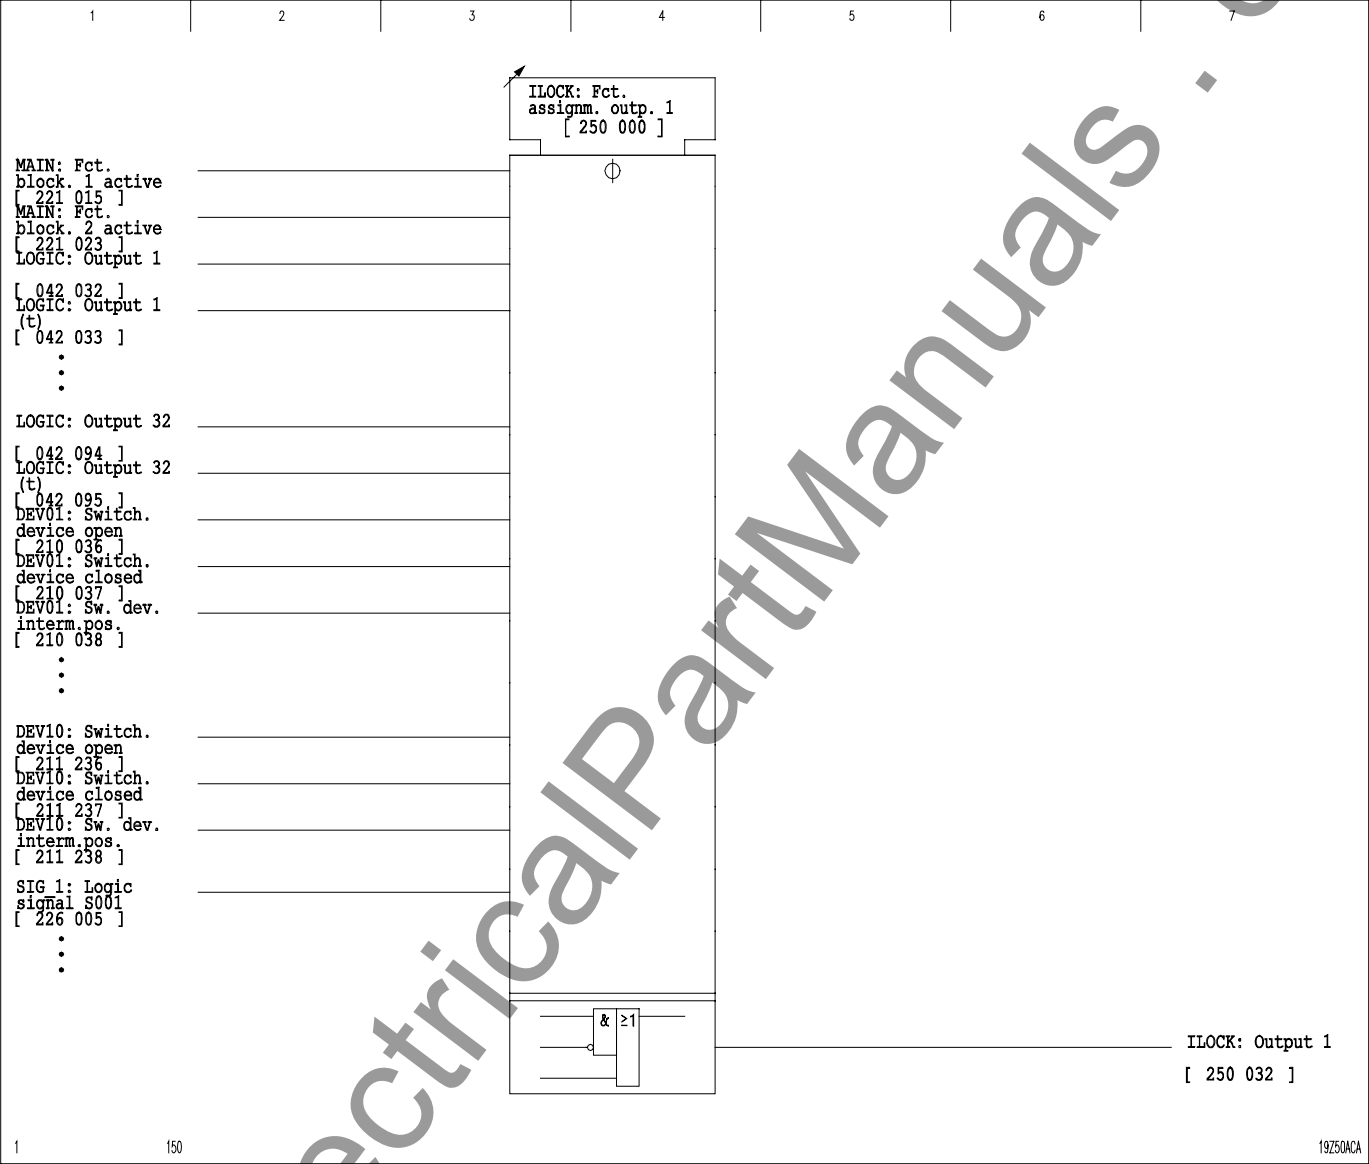 1 2 3 4 5 6 7
ILOCK: Fct.
assignm. outp. 1
[ 250 000 ]
MAIN: Fct.
block. 1 active
[ 221 015 ]
MAIN: Fct.
block. 2 active
[ 221 023 ]
LOGIC: Output 1
[ 042 032 ]
LOGIC: Output 1
(t)
[ 042 033 ]
LOGIC: Output 32
[ 042 094 ]
LOGIC: Output 32
(t)
[ 042 095 ]
DEV01: Switch.
device open
[ 210 036 ]
DEV01: Switch.
device closed
[ 210 037 ]
DEV01: Sw. dev.
interm.pos.
[ 210 038 ]
DEV10: Switch.
device open
[ 211 236 ]
DEV10: Switch.
device closed
[ 211 237 ]
DEV10: Sw. dev.
interm.pos.
[ 211 238 ]
SIG_1: Logic
signal S001
[ 226 005 ]
& ≥1
ILOCK: Output 1
[ 250 032 ]
1 150 19Z50ACA
ectricalPartManuals .